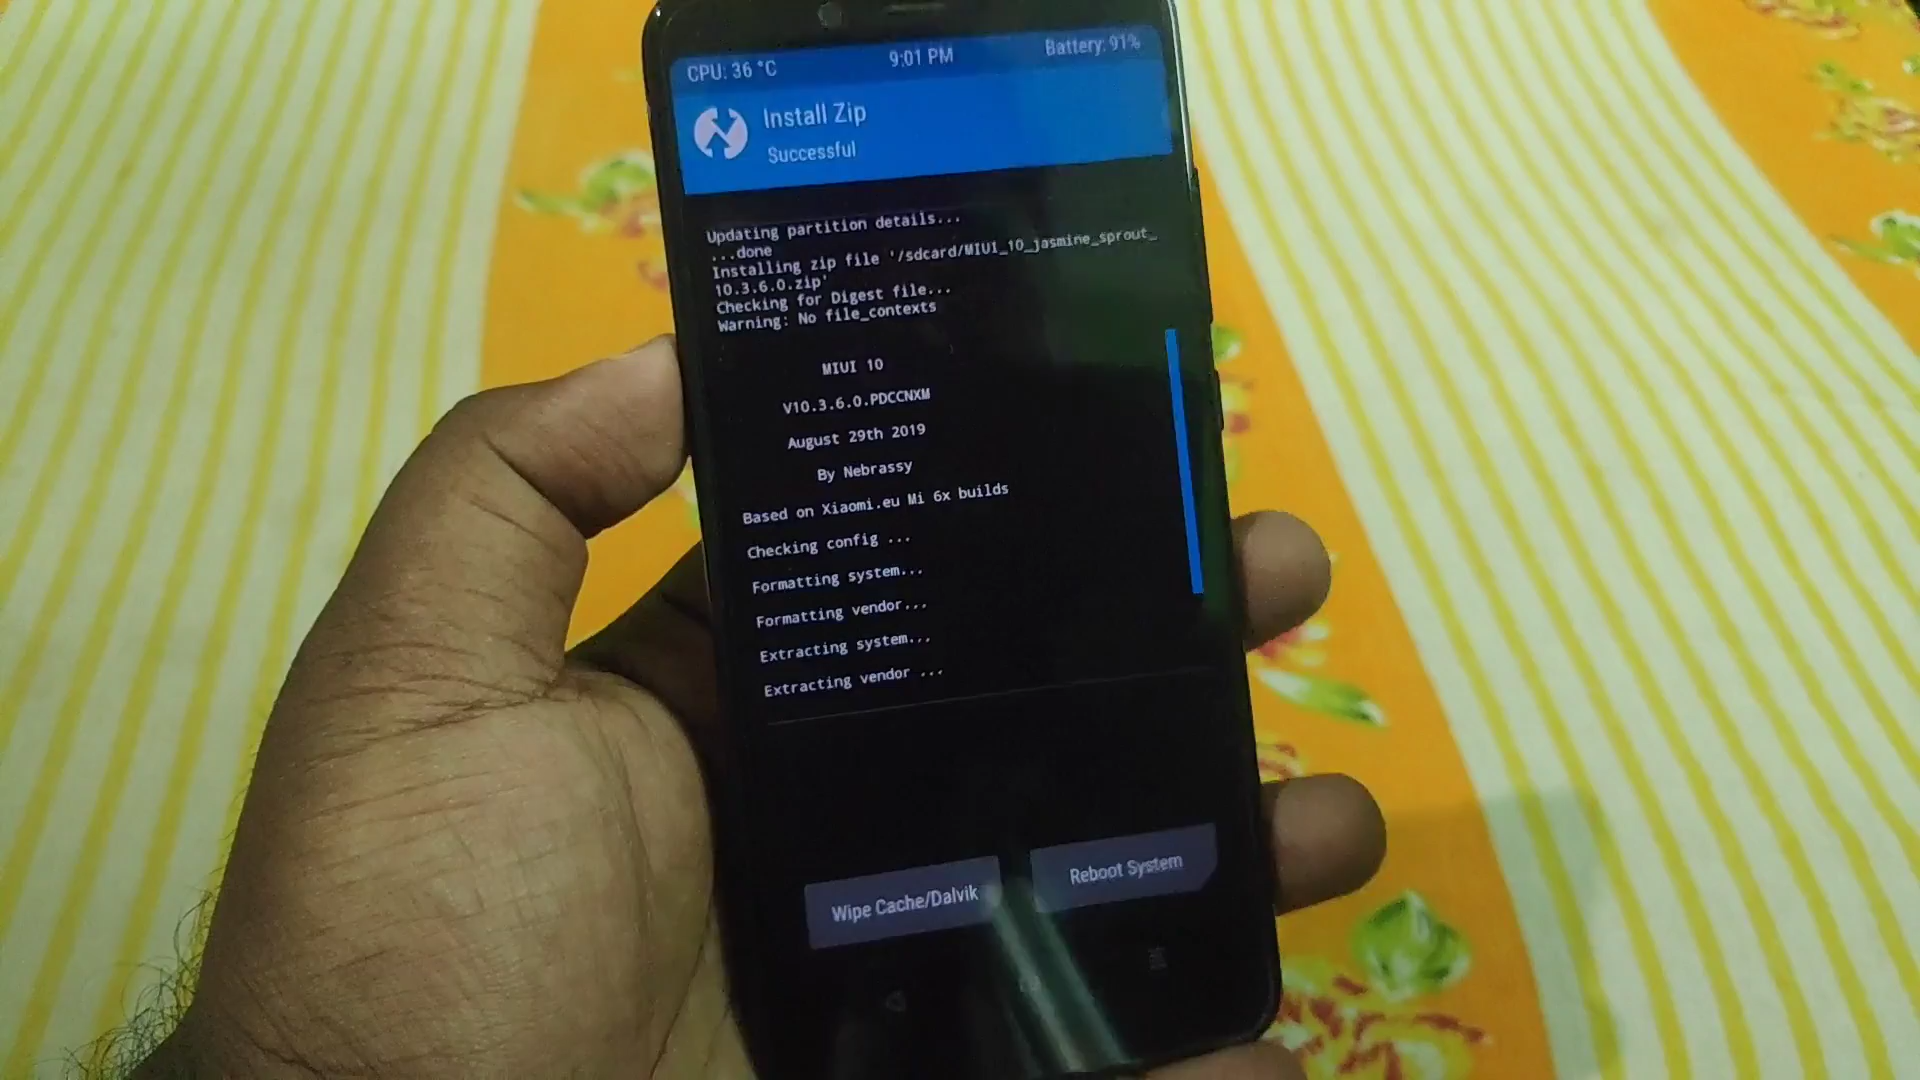 CPU: 36 °C 9:01 PM Battery: 91%
Install Zip
Successful
Updating partition details...
...done
Installing zip file '/sdcard/MIUI_10_jasmine_sprout_
10.3.6.0.zip'
Checking for Digest file...
Warning: No file_contexts
MIUI 10
V10.3.6.0.PDCCNXM
August 29th 2019
By Nebrassy
Based on Xiaomi.eu Mi 6x builds
Checking config ...
Formatting system...
Formatting vendor...
Extracting system...
Extracting vendor ...
Wipe Cache/Dalvik Reboot System